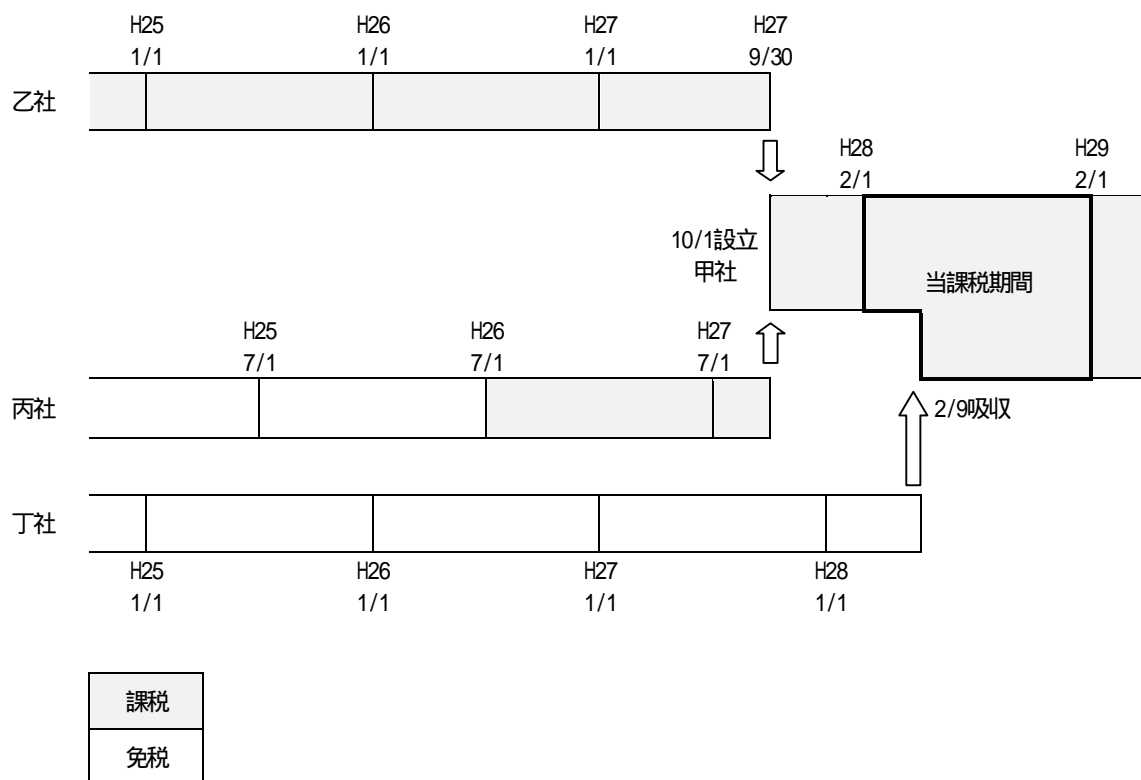 H25 H26 H27 H27
1/1 1/1 1/1 9/30
乙社
H28 H29
2/1 2/1
10/1設立
甲社
当課税期間
H25 H26 H27
7/1 7/1 7/1
丙社
2/9吸収
丁社
H25 H26 H27 H28
1/1 1/1 1/1 1/1
課税
免税